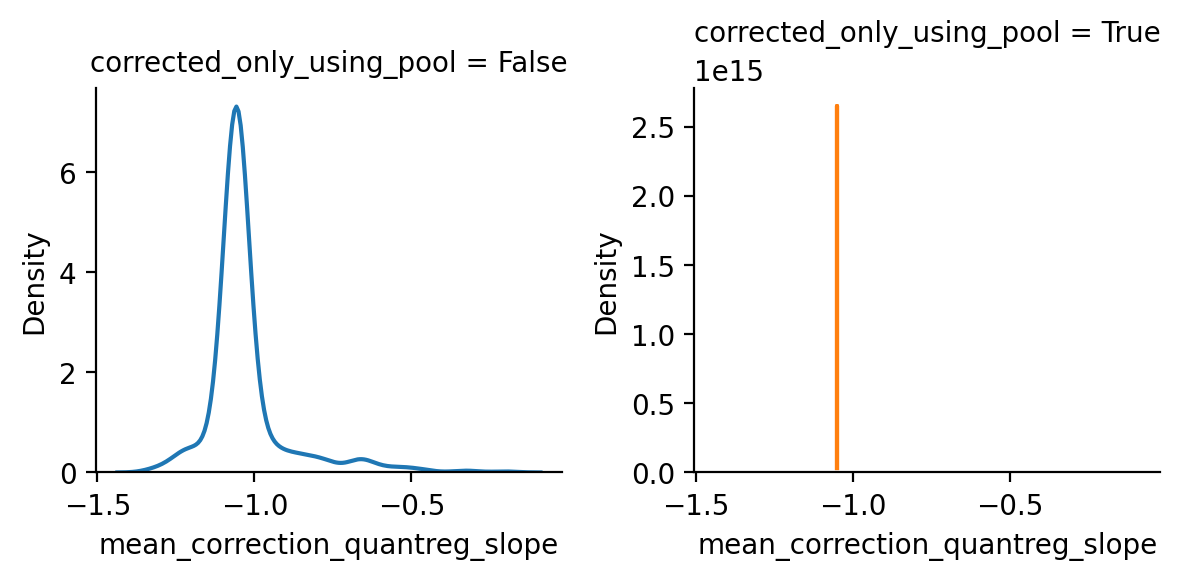 corrected_only_using_pool = False
6
4
2
0
Density
−1.5
−1.0
−0.5
mean_correction_quantreg_slope
corrected_only_using_pool = True
1e15
2.5
2.0
1.5
1.0
0.5
0.0
Density
−1.5
−1.0
−0.5
mean_correction_quantreg_slope